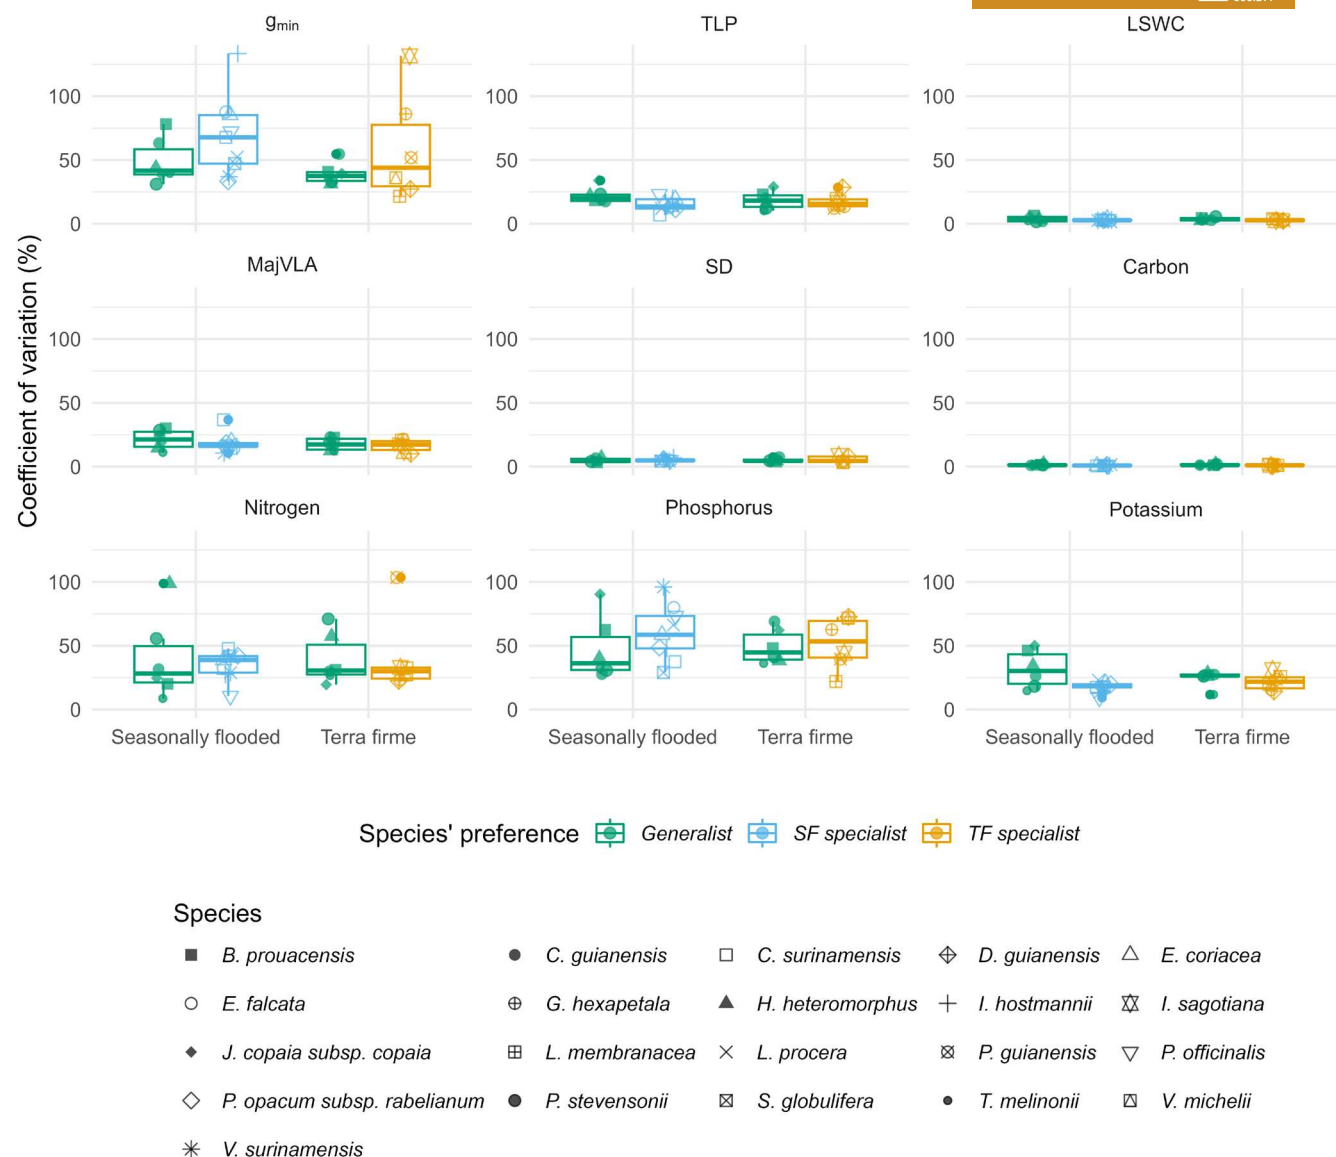 g_min TLP LSWC
100 100 100
50 50 50
0 0 0
MajVLA SD Carbon
Coefficient of variation (%)
100 100 100
50 50 50
0 0 0
Nitrogen Phosphorus Potassium
100 100 100
50 50 50
0 0 0
Seasonally flooded Terra firme Seasonally flooded Terra firme Seasonally flooded Terra firme
Species' preference Generalist SF specialist TF specialist
Species
B. prouacensis C. guianensis C. surinamensis D. guianensis E. coriacea
E. falcata G. hexapetala H. heteromorphus I. hostmannii I. sagotiana
J. copaia subsp. copaia L. membranacea L. procera P. guianensis P. officinalis
P. opacum subsp. rabelianum P. stevensonii S. globulifera T. melinonii V. michelii
V. surinamensis